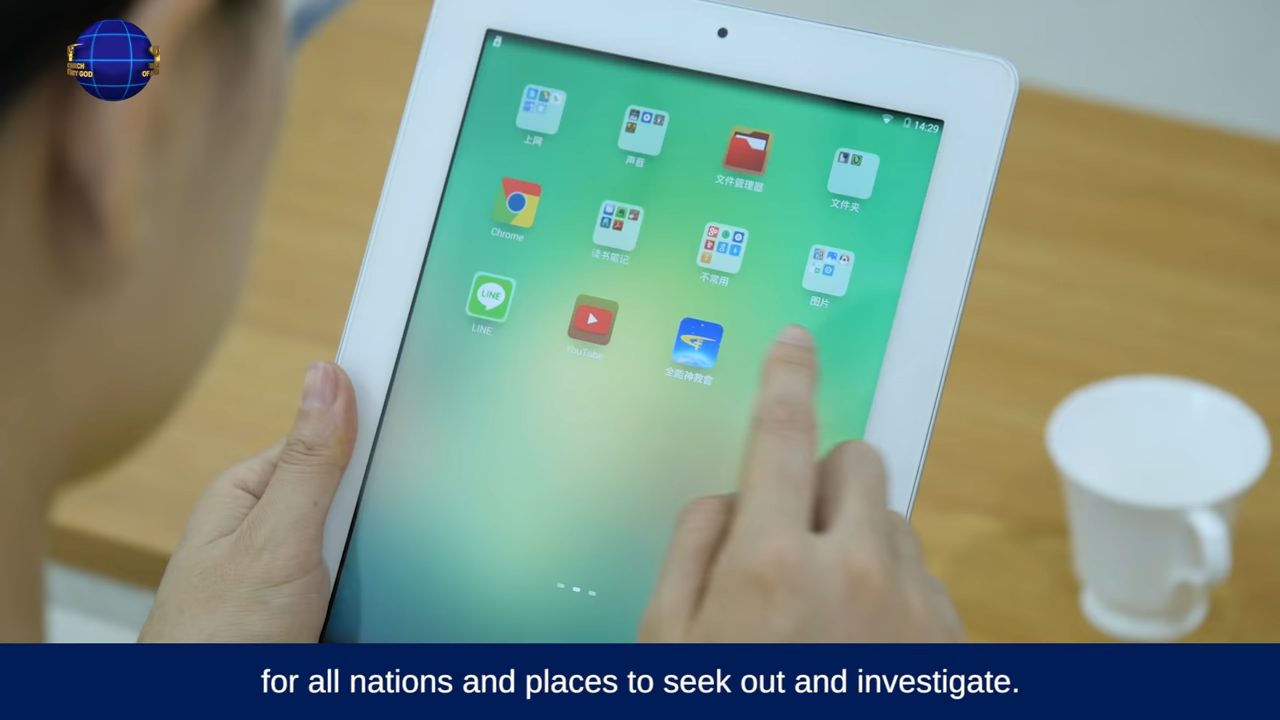 14:29
上网
声音
文件管理器
文件夹
Chrome
读书笔记
不常用
图片
LINE
LINE
YouTube
全能神教会
for all nations and places to seek out and investigate.